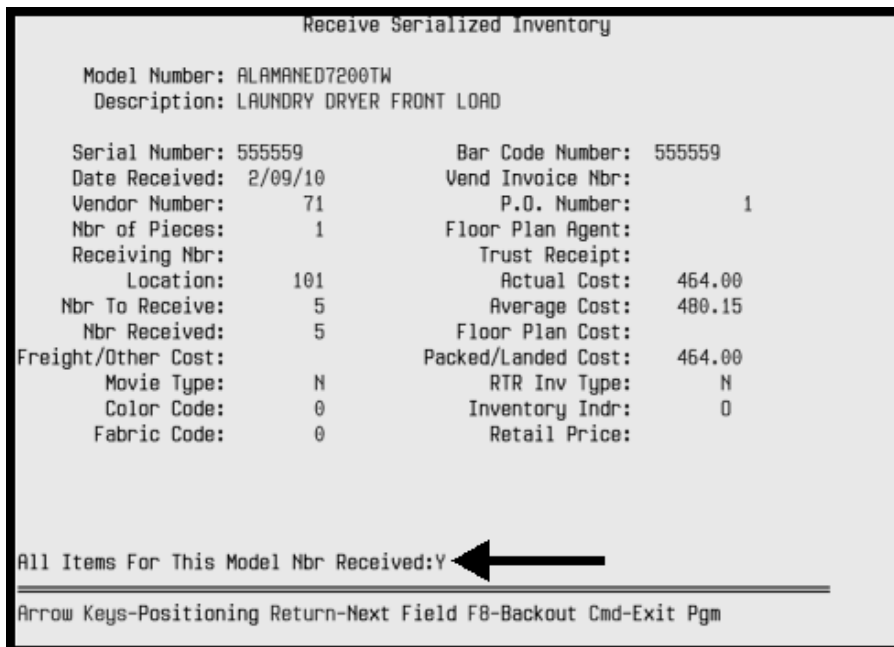 Receive Serialized Inventory
Model Number: ALAMANED7200TW
Description: LAUNDRY DRYER FRONT LOAD
Serial Number: 555559 Bar Code Number: 555559
Date Received: 2/09/10 Vend Invoice Nbr:
Vendor Number: 71 P.O. Number: 1
Nbr of Pieces: 1 Floor Plan Agent:
Receiving Nbr: Trust Receipt:
Location: 101 Actual Cost: 464.00
Nbr To Receive: 5 Average Cost: 480.15
Nbr Received: 5 Floor Plan Cost:
Freight/Other Cost: Packed/Landed Cost: 464.00
Movie Type: N RTR Inv Type: N
Color Code: 0 Inventory Indr: O
Fabric Code: 0 Retail Price:
All Items For This Model Nbr Received:Y
Arrow Keys-Positioning Return-Next Field F8-Backout Cmd-Exit Pgm